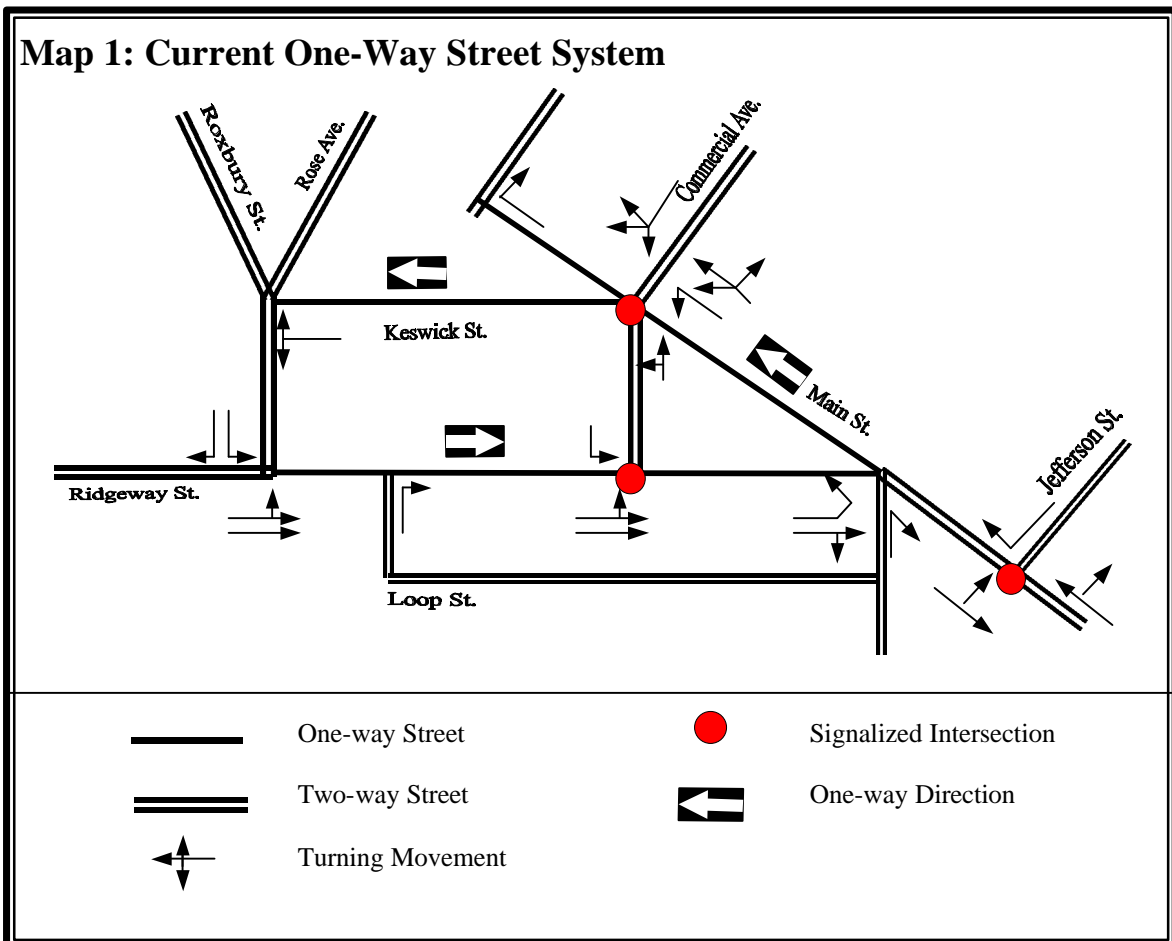 Map 1: Current One-Way Street System
Roxbury St.
Rose Ave.
Commercial Ave.
Keswick St.
Main St.
Jefferson St.
Ridgeway St.
Loop St.
One-way Street
Signalized Intersection
Two-way Street
One-way Direction
Turning Movement